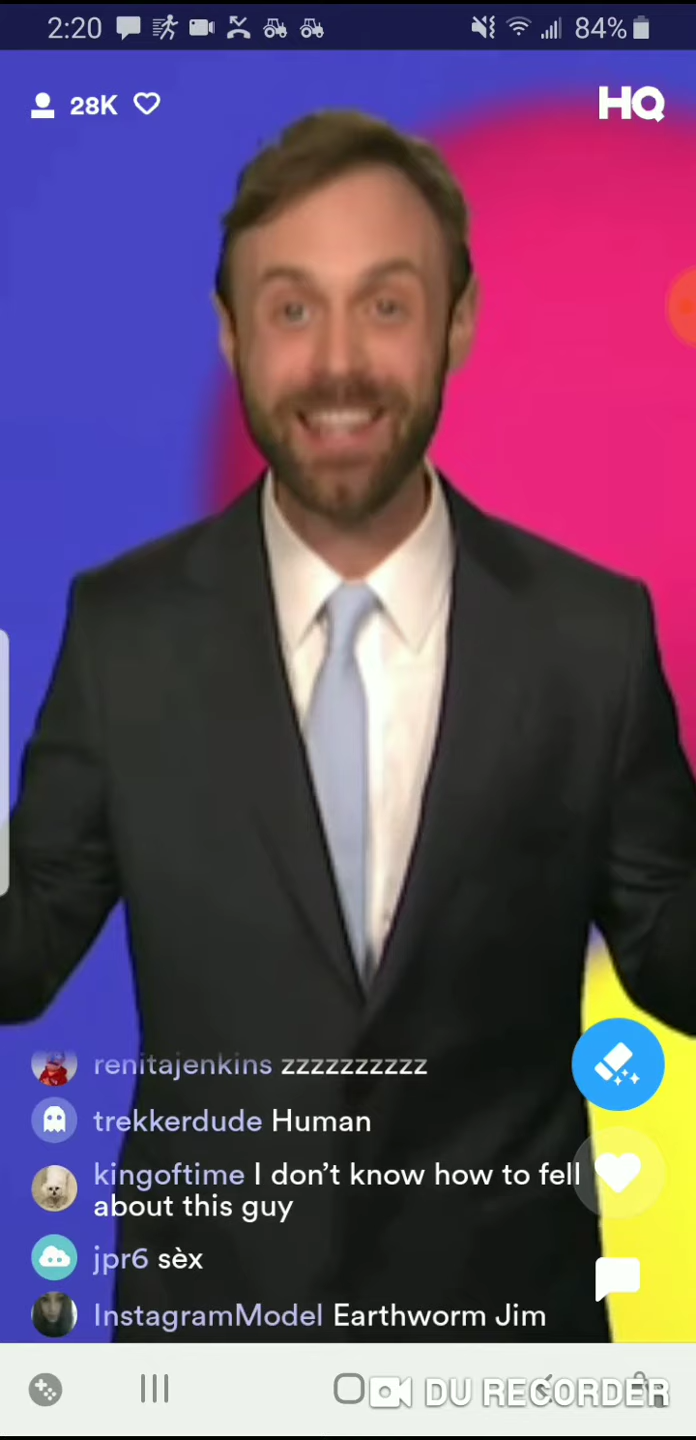 2:20 84%
28K HQ
renitajenkins zzzzzzzzzz
trekkerdude Human
kingoftime I don't know how to fell
about this guy
jpr6 sèx
InstagramModel Earthworm Jim
DU RECORDER